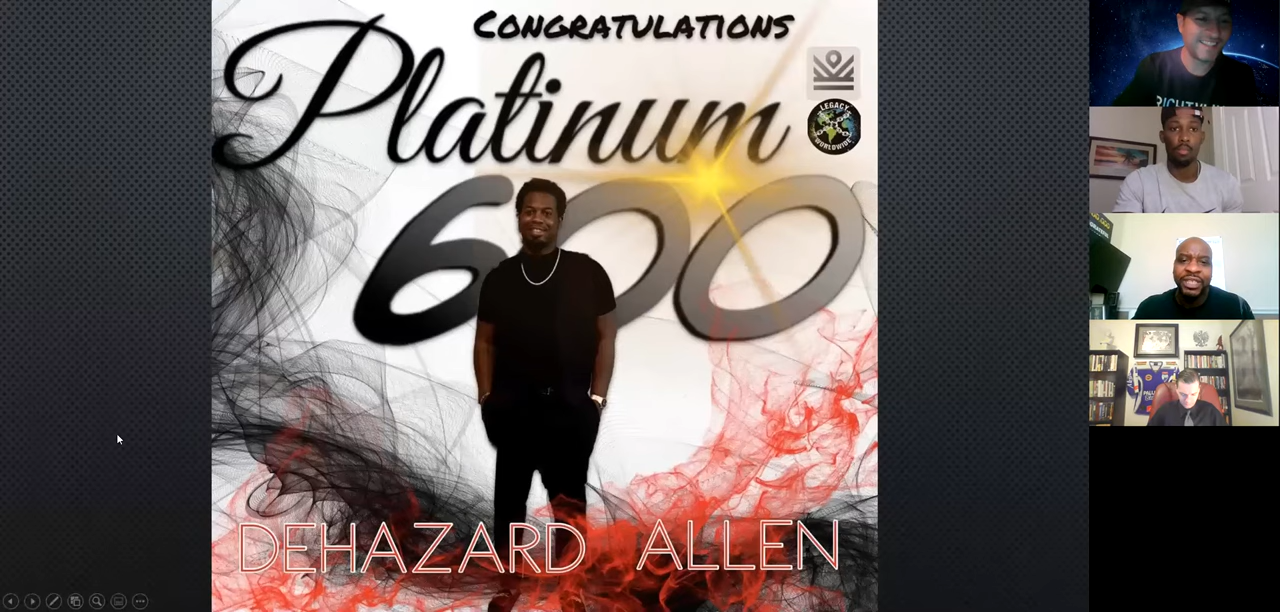 CONGRATULATIONS
Platinum
600
LEGACY
WORLDWIDE
DEHAZARD ALLEN